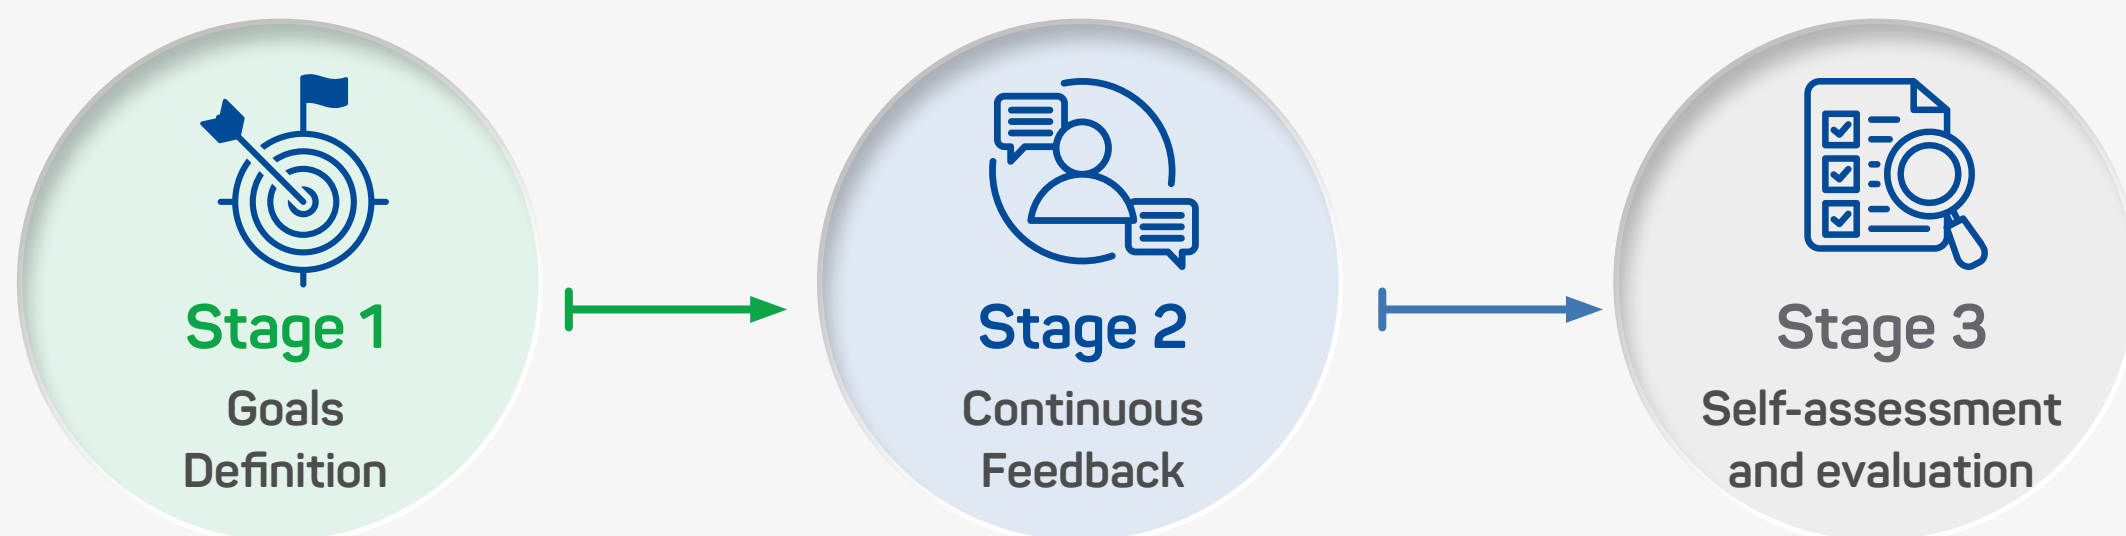 Stage 1
Goals
Definition
Stage 2
Continuous
Feedback
Stage 3
Self-assessment
and evaluation